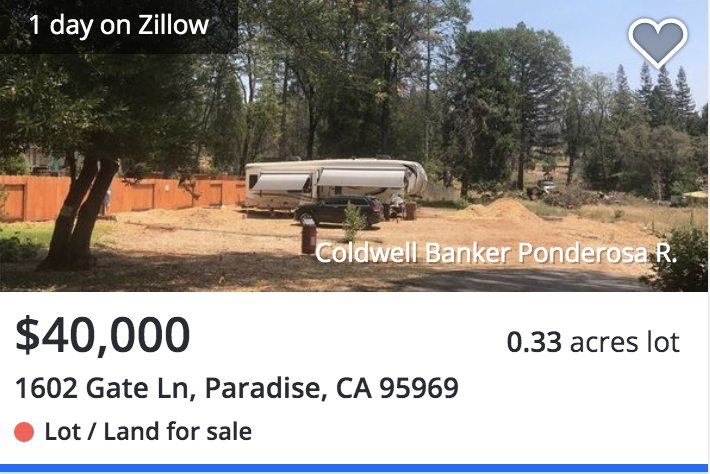 1 day on Zillow
Coldwell Banker Ponderosa R.
$40,000
0.33 acres lot
1602 Gate Ln, Paradise, CA 95969
Lot / Land for sale